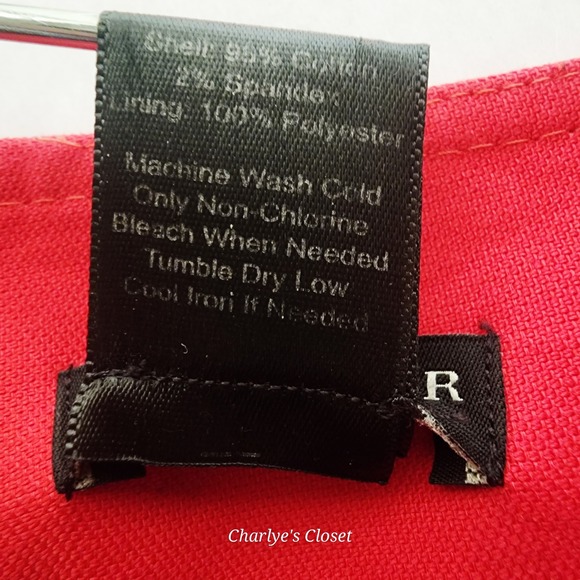 Shell: 98% Cotton
2% Spandex
Lining: 100% Polyester
Machine Wash Cold
Only Non-Chlorine
Bleach When Needed
Tumble Dry Low
Cool Iron If Needed
R
Charlye's Closet